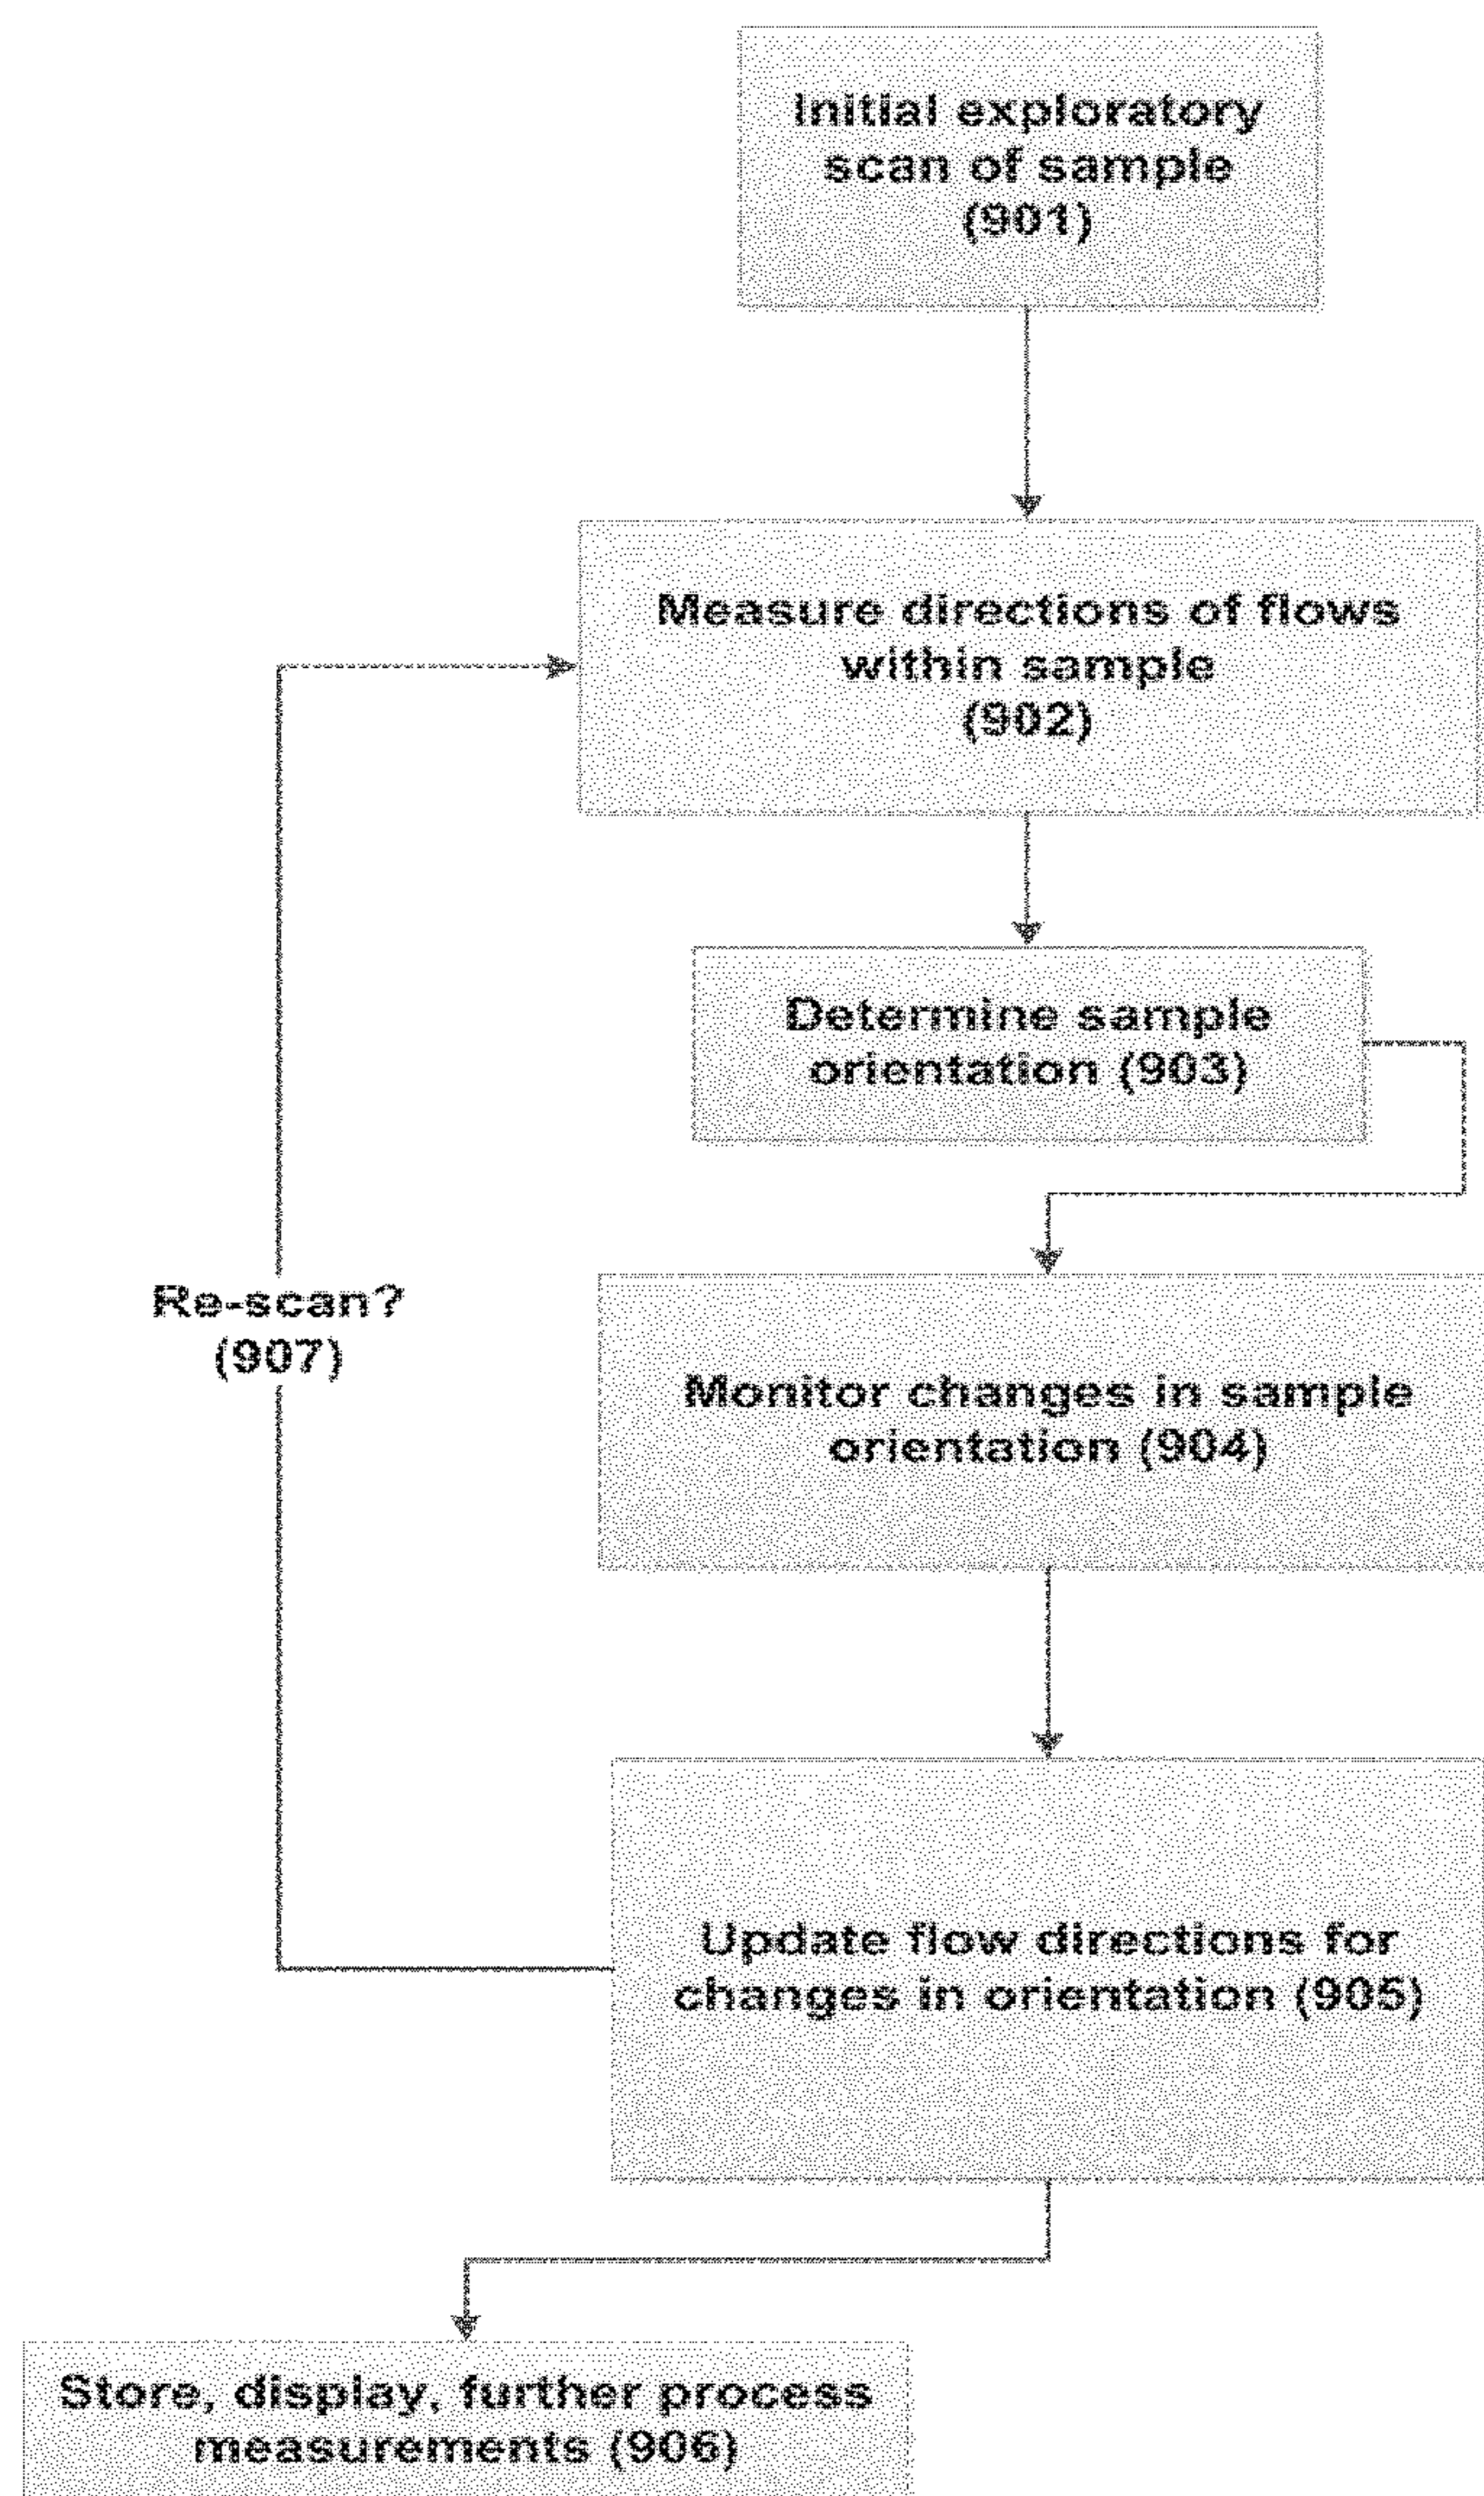 Initial exploratory
scan of sample
(901)
Measure directions of flows
within sample
(902)
Determine sample
orientation (903)
Re-scan?
(907)
Monitor changes in sample
orientation (904)
Update flow directions for
changes in orientation (905)
Store, display, further process
measurements (906)